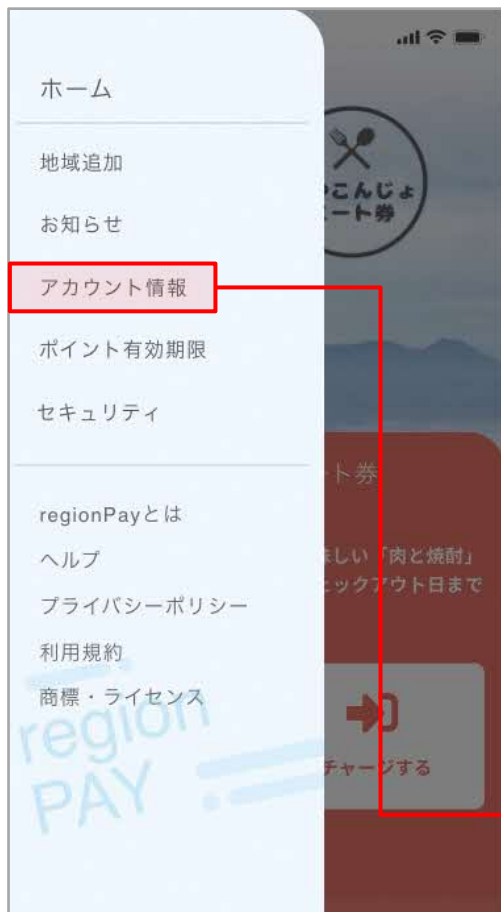 ホーム
地域追加
お知らせ
アカウント情報
ポイント有効期限
セキュリティ
regionPayとは
ヘルプ
プライバシーポリシー
利用規約
商標・ライセンス
region
PAY
こんじょ
ート券
ート券
味しい「肉と焼酎」
ェックアウト日まで
チャージする